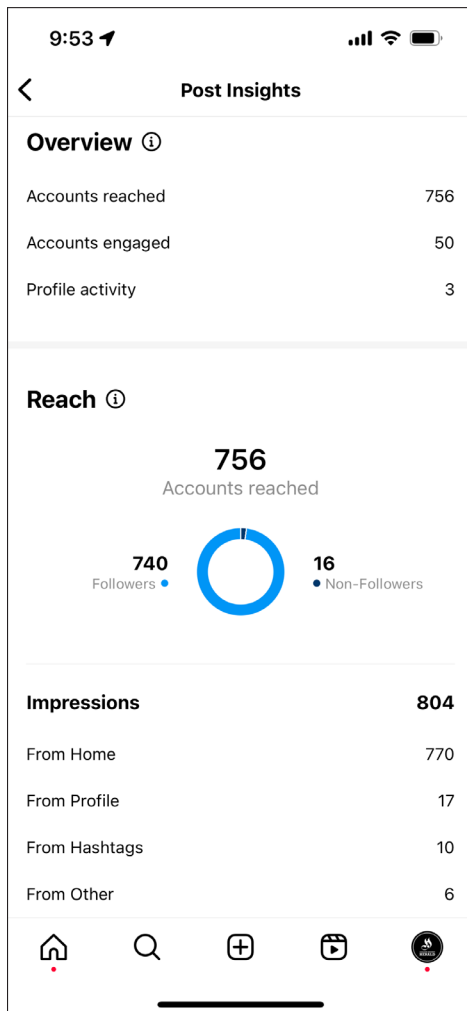 9:53
Post Insights
Overview
Accounts reached 756
Accounts engaged 50
Profile activity 3
Reach
756
Accounts reached
740 16
Followers Non-Followers
Impressions 804
From Home 770
From Profile 17
From Hashtags 10
From Other 6
HERALD